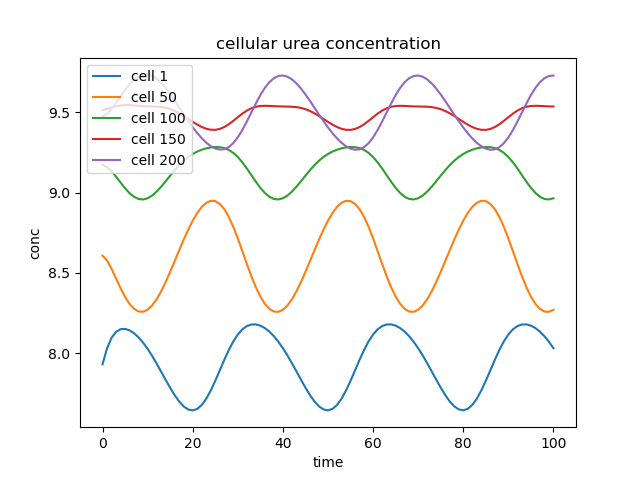 cellular urea concentration
cell 1
cell 50
cell 100
cell 150
cell 200
9.5
9.0
8.5
8.0
conc
0 20 40 60 80 100
time